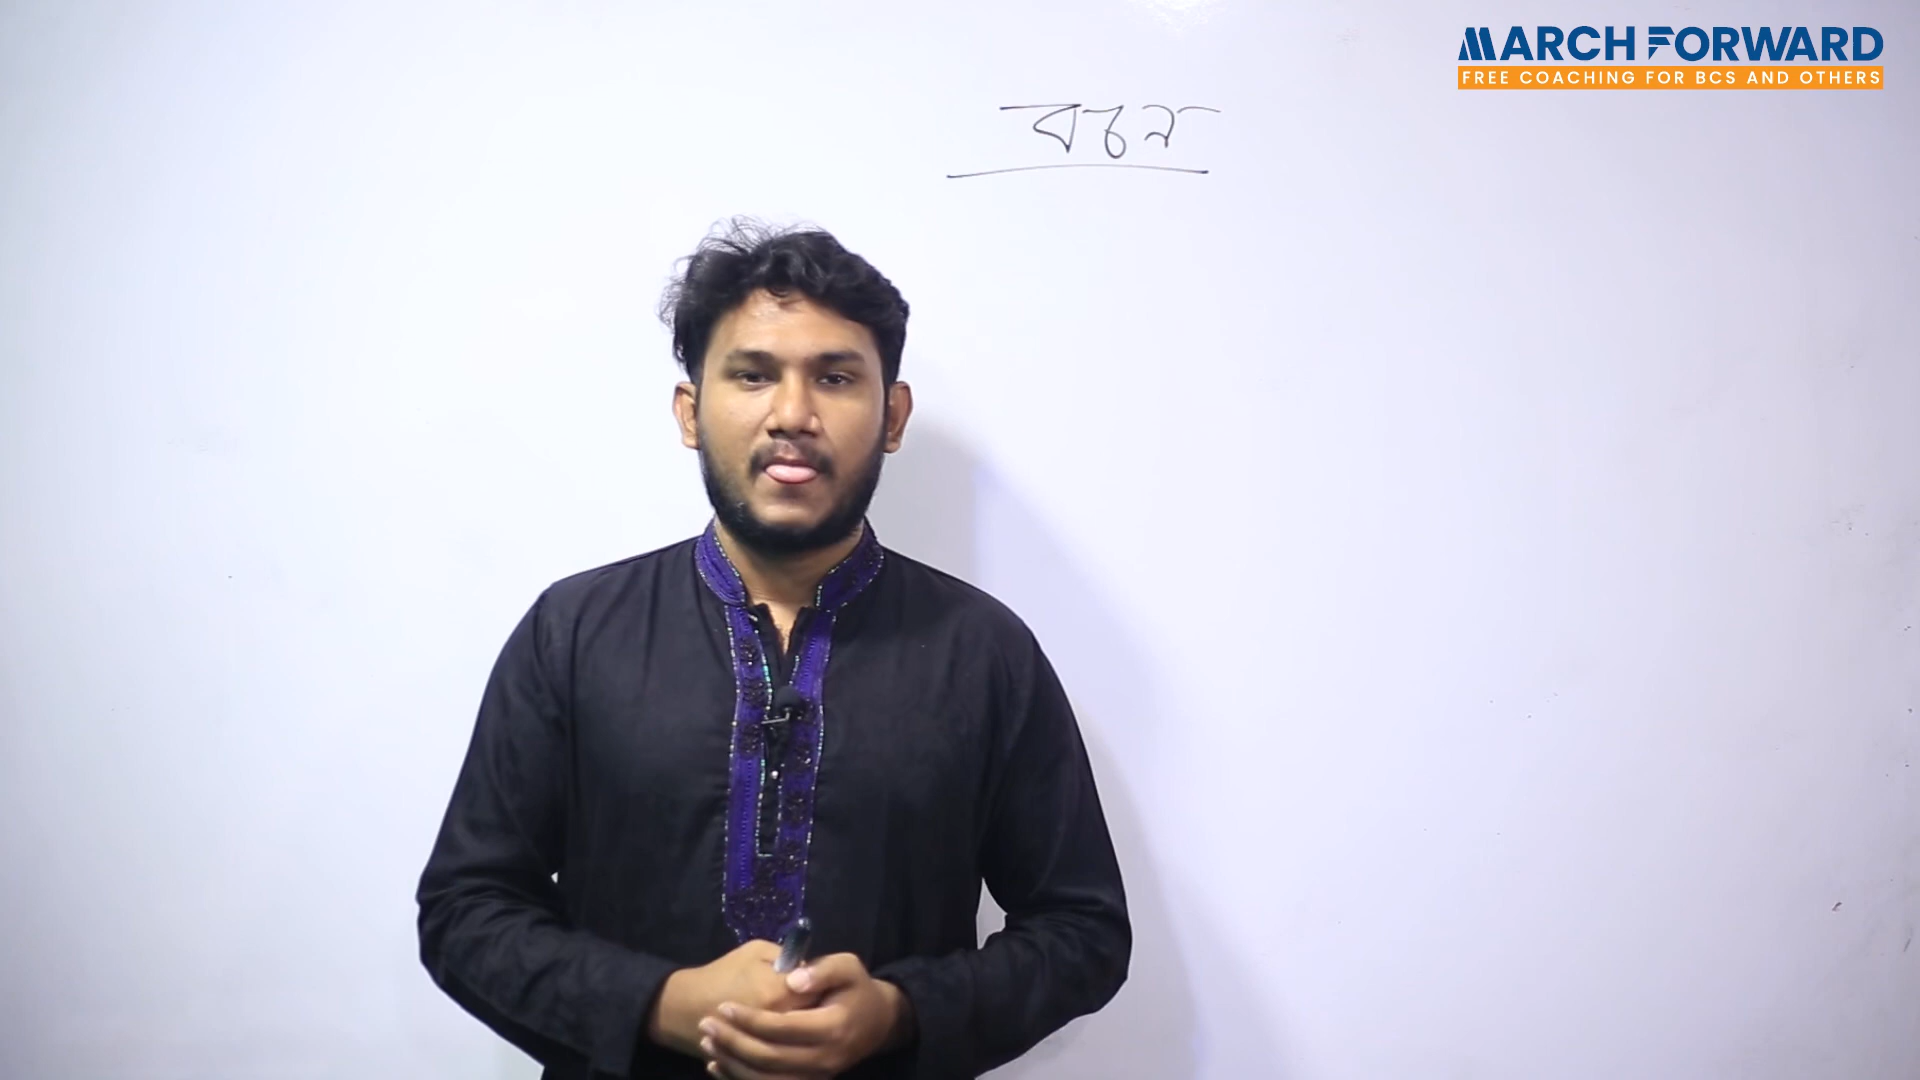 MARCH FORWARD
FREE COACHING FOR BCS AND OTHERS
বচন